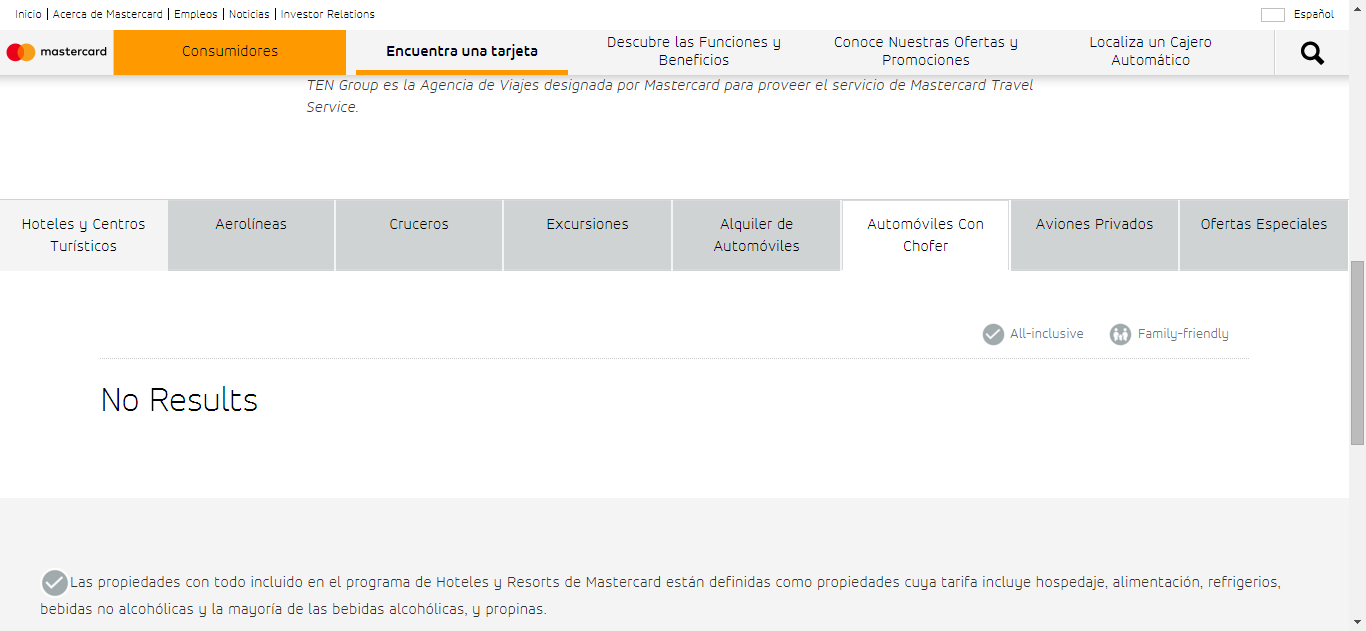 Inicio | Acerca de Mastercard | Empleos | Noticias | Investor Relations
Español
mastercard
Consumidores
Encuentra una tarjeta
Descubre las Funciones y
Beneficios
Conoce Nuestras Ofertas y
Promociones
Localiza un Cajero
Automático
TEN Group es la Agencia de Viajes designada por Mastercard para proveer el servicio de Mastercard Travel
Service.
Hoteles y Centros
Turísticos
Aerolíneas
Cruceros
Excursiones
Alquiler de
Automóviles
Automóviles Con
Chofer
Aviones Privados
Ofertas Especiales
All-inclusive
Family-friendly
No Results
Las propiedades con todo incluido en el programa de Hoteles y Resorts de Mastercard están definidas como propiedades cuya tarifa incluye hospedaje, alimentación, refrigerios,
bebidas no alcohólicas y la mayoría de las bebidas alcohólicas, y propinas.